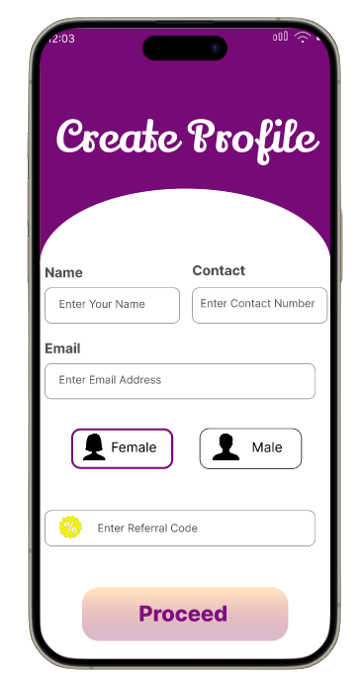 12:03
Create Profile
Name
Contact
Enter Your Name
Enter Contact Number
Email
Enter Email Address
Female
Male
%
Enter Referral Code
Proceed